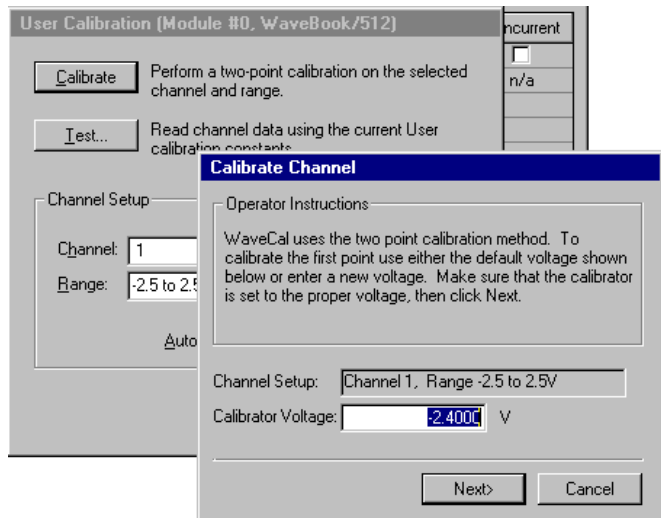 User Calibration (Module #0, WaveBook/512)
ncurrent
n/a
Calibrate
Perform a two-point calibration on the selected
channel and range.
Test...
Read channel data using the current User
calibration constants
Channel Setup
Channel: 1
Range: -2.5 to 2.5
Auto
Calibrate Channel
Operator Instructions
WaveCal uses the two point calibration method. To
calibrate the first point use either the default voltage shown
below or enter a new voltage. Make sure that the calibrator
is set to the proper voltage, then click Next.
Channel Setup: Channel 1, Range -2.5 to 2.5V
Calibrator Voltage: -2.4000 V
Next> Cancel